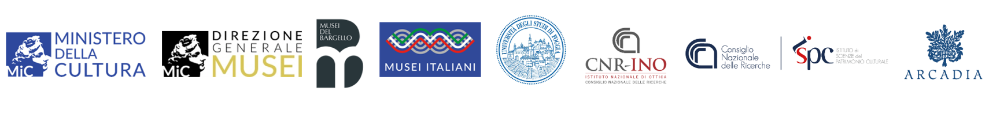 MiC
MINISTERO
DELLA
CULTURA
MiC
DIREZIONE
GENERALE
MUSEI
MUSEI
DEL
BARGELLO
MUSEI ITALIANI
UNIVERSITÀ DEGLI STUDI DI FOGGIA
CNR-INO
ISTITUTO NAZIONALE DI OTTICA
CONSIGLIO NAZIONALE DELLE RICERCHE
Consiglio
Nazionale
delle Ricerche
ispc
ISTITUTO di
SCIENZE del
PATRIMONIO CULTURALE
ARCADIA